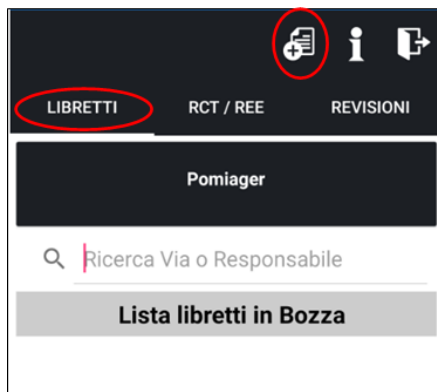 LIBRETTI RCT / REE REVISIONI
Pomiager
Ricerca Via o Responsabile
Lista libretti in Bozza